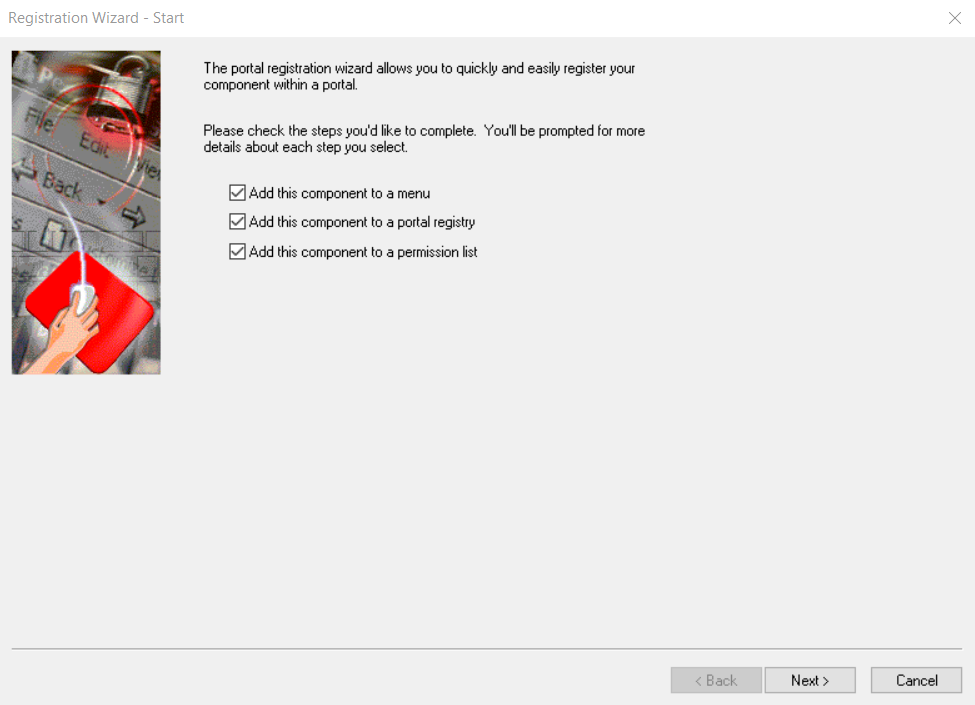 Registration Wizard - Start
The portal registration wizard allows you to quickly and easily register your
component within a portal.
Please check the steps you'd like to complete.  You'll be prompted for more
details about each step you select.
Add this component to a menu
Add this component to a portal registry
Add this component to a permission list
File
Edit
Back
< Back
Next >
Cancel